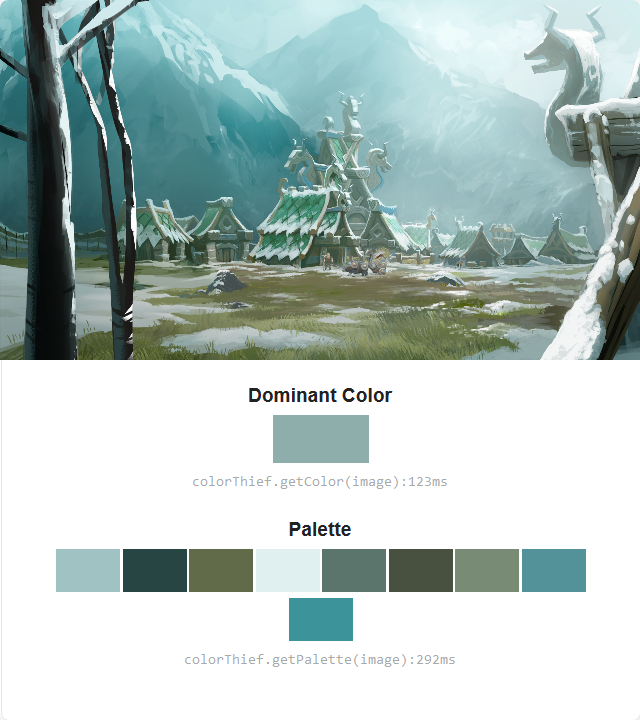 Dominant Color
colorThief.getColor(image):123ms
Palette
colorThief.getPalette(image):292ms